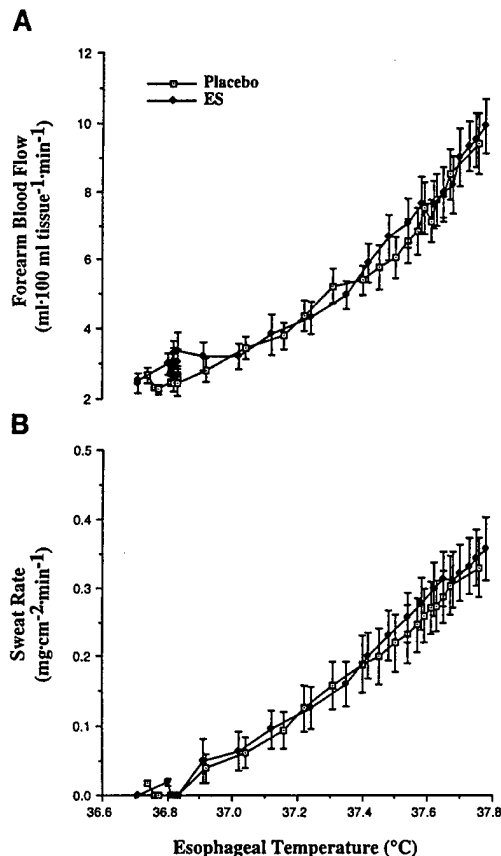 A
12
10
8
6
4
2
Placebo
ES
Forearm Blood Flow
(ml·100 ml tissue⁻¹·min⁻¹)
B
0.5
0.4
0.3
0.2
0.1
0.0
Sweat Rate
(mg·cm⁻²·min⁻¹)
36.6 36.8 37.0 37.2 37.4 37.6 37.8
Esophageal Temperature (°C)